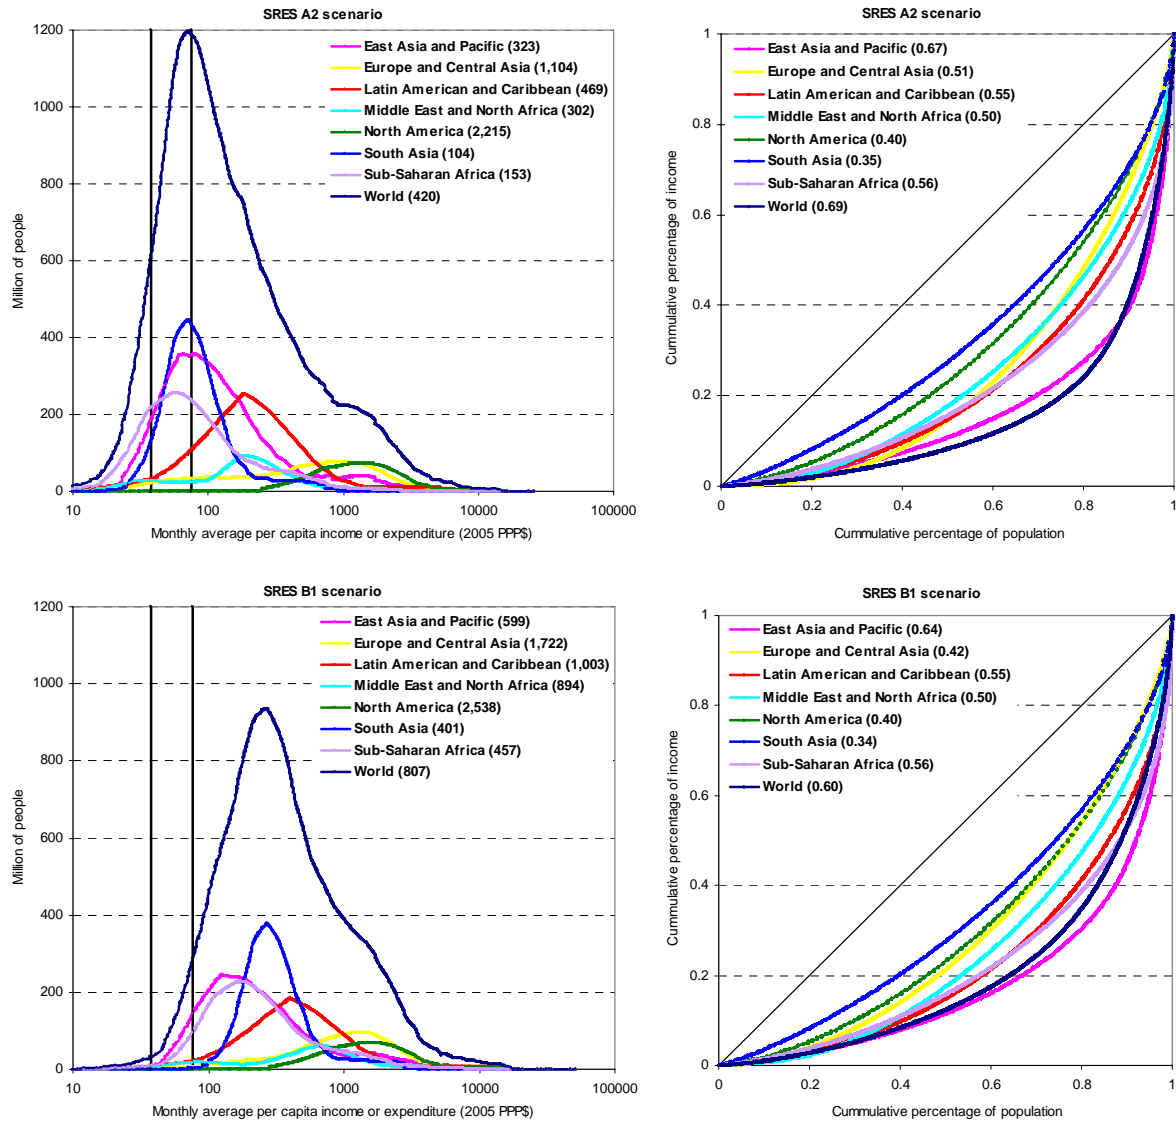 SRES A2 scenario
1200
1000
800
600
400
200
0
Million of people
10
100
1000
10000
100000
Monthly average per capita income or expenditure (2005 PPP$)
East Asia and Pacific (323)
Europe and Central Asia (1,104)
Latin American and Caribbean (469)
Middle East and North Africa (302)
North America (2,215)
South Asia (104)
Sub-Saharan Africa (153)
World (420)
SRES A2 scenario
1
0.8
0.6
0.4
0.2
0
Cummulative percentage of income
0
0.2
0.4
0.6
0.8
1
Cummulative percentage of population
East Asia and Pacific (0.67)
Europe and Central Asia (0.51)
Latin American and Caribbean (0.55)
Middle East and North Africa (0.50)
North America (0.40)
South Asia (0.35)
Sub-Saharan Africa (0.56)
World (0.69)
SRES B1 scenario
1200
1000
800
600
400
200
0
Million of people
10
100
1000
10000
100000
Monthly average per capita income or expenditure (2005 PPP$)
East Asia and Pacific (599)
Europe and Central Asia (1,722)
Latin American and Caribbean (1,003)
Middle East and North Africa (894)
North America (2,538)
South Asia (401)
Sub-Saharan Africa (457)
World (807)
SRES B1 scenario
1
0.8
0.6
0.4
0.2
0
Cummulative percentage of income
0
0.2
0.4
0.6
0.8
1
Cummulative percentage of population
East Asia and Pacific (0.64)
Europe and Central Asia (0.42)
Latin American and Caribbean (0.55)
Middle East and North Africa (0.50)
North America (0.40)
South Asia (0.34)
Sub-Saharan Africa (0.56)
World (0.60)